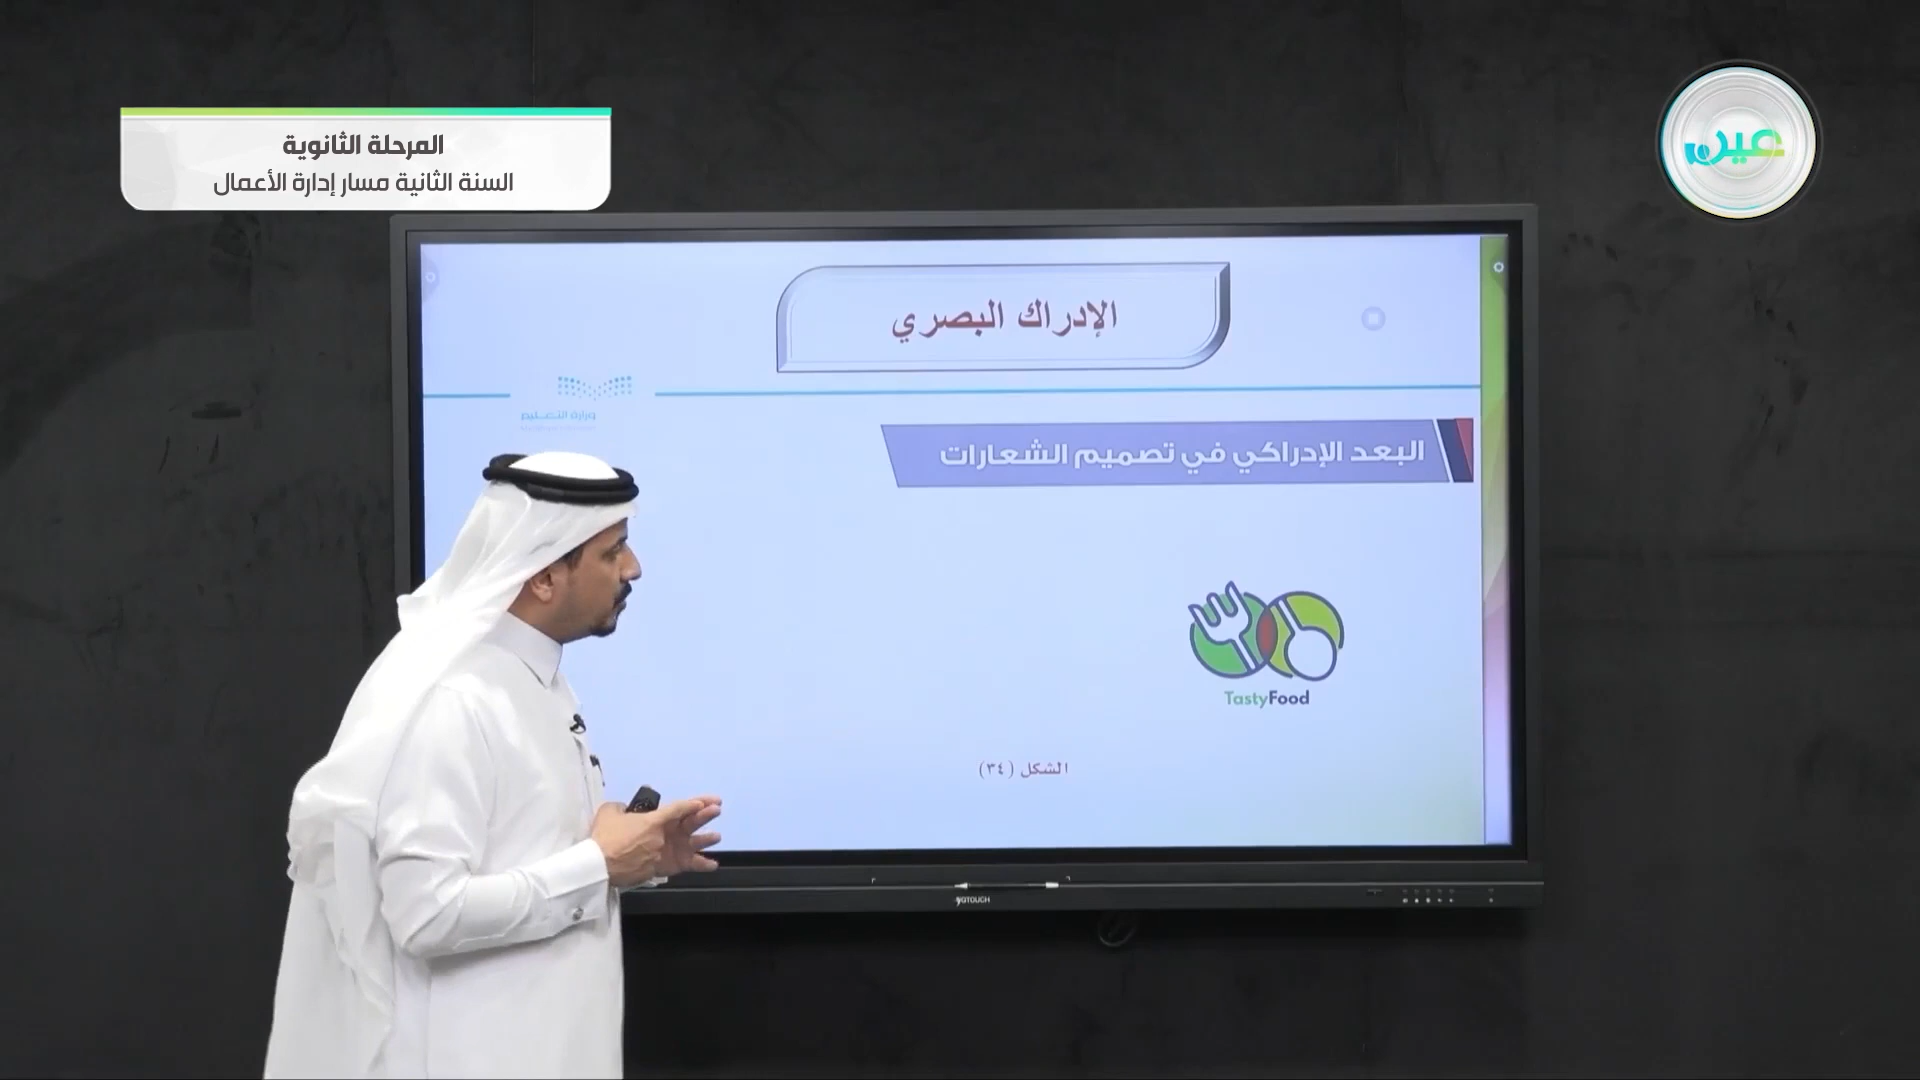 المرحلة الثانوية
السنة الثانية مسار إدارة الأعمال
عين
الإدراك البصري
وزارة التعليم
البعد الإدراكي في تصميم الشعارات
TastyFood
الشكل (٣٤)